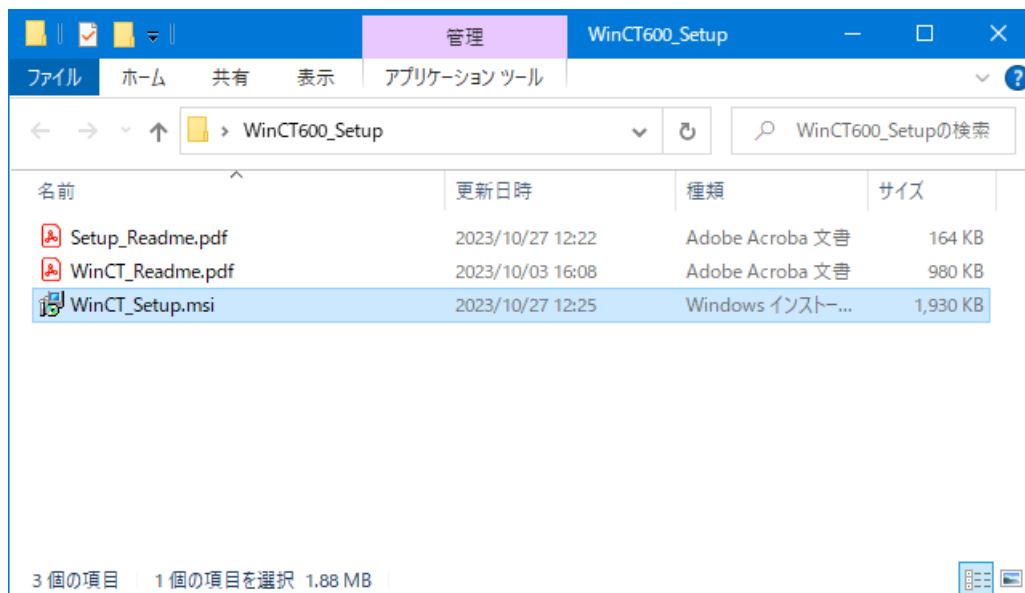 管理 WinCT600_Setup
ファイル ホーム 共有 表示 アプリケーション ツール ?
WinCT600_Setup WinCT600_Setupの検索
名前 更新日時 種類 サイズ
Setup_Readme.pdf 2023/10/27 12:22 Adobe Acroba 文書 164 KB
WinCT_Readme.pdf 2023/10/03 16:08 Adobe Acroba 文書 980 KB
WinCT_Setup.msi 2023/10/27 12:25 Windows インストー... 1,930 KB
3 個の項目 1 個の項目を選択 1.88 MB